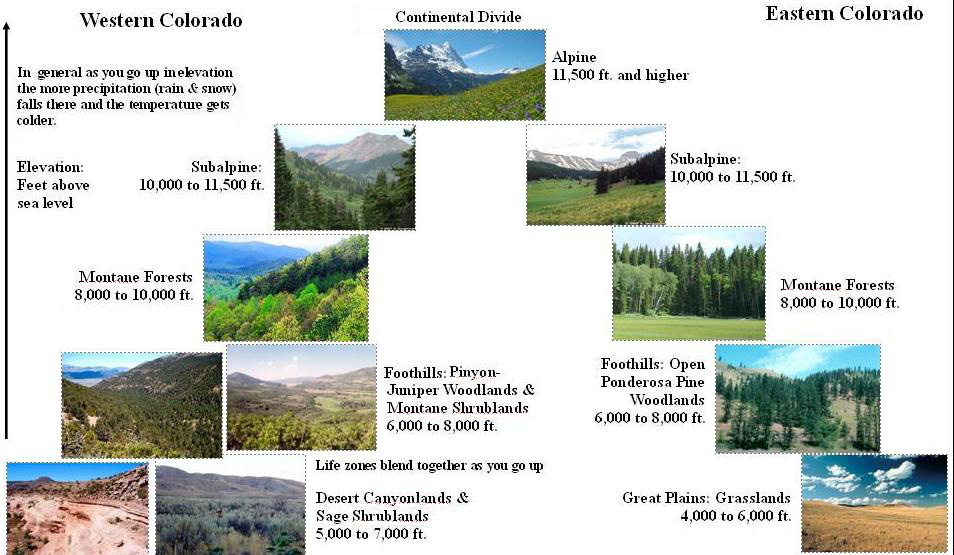 Western Colorado
Continental Divide
Eastern Colorado
In general as you go up in elevation
the more precipitation (rain & snow)
falls there and the temperature gets
colder.
Alpine
11,500 ft. and higher
Elevation:
Feet above
sea level
Subalpine:
10,000 to 11,500 ft.
Subalpine:
10,000 to 11,500 ft.
Montane Forests
8,000 to 10,000 ft.
Montane Forests
8,000 to 10,000 ft.
Foothills: Pinyon-
Juniper Woodlands &
Montane Shrublands
6,000 to 8,000 ft.
Foothills: Open
Ponderosa Pine
Woodlands
6,000 to 8,000 ft.
Life zones blend together as you go up
Desert Canyonlands &
Sage Shrublands
5,000 to 7,000 ft.
Great Plains: Grasslands
4,000 to 6,000 ft.